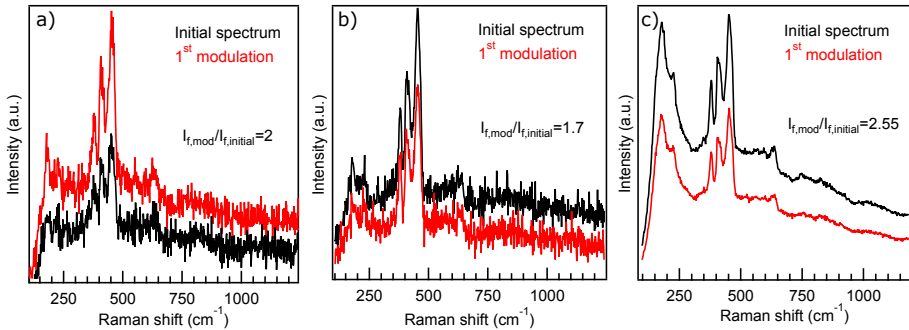 a)
Initial spectrum
1st modulation
If,mod/If,initial=2
Intensity (a.u.)
250 500 750 1000
Raman shift (cm-1)
b)
Initial spectrum
1st modulation
If,mod/If,initial=1.7
Intensity (a.u.)
250 500 750 1000
Raman shift (cm-1)
c)
Initial spectrum
1st modulation
If,mod/If,initial=2.55
Intensity (a.u.)
250 500 750 1000
Raman shift (cm-1)